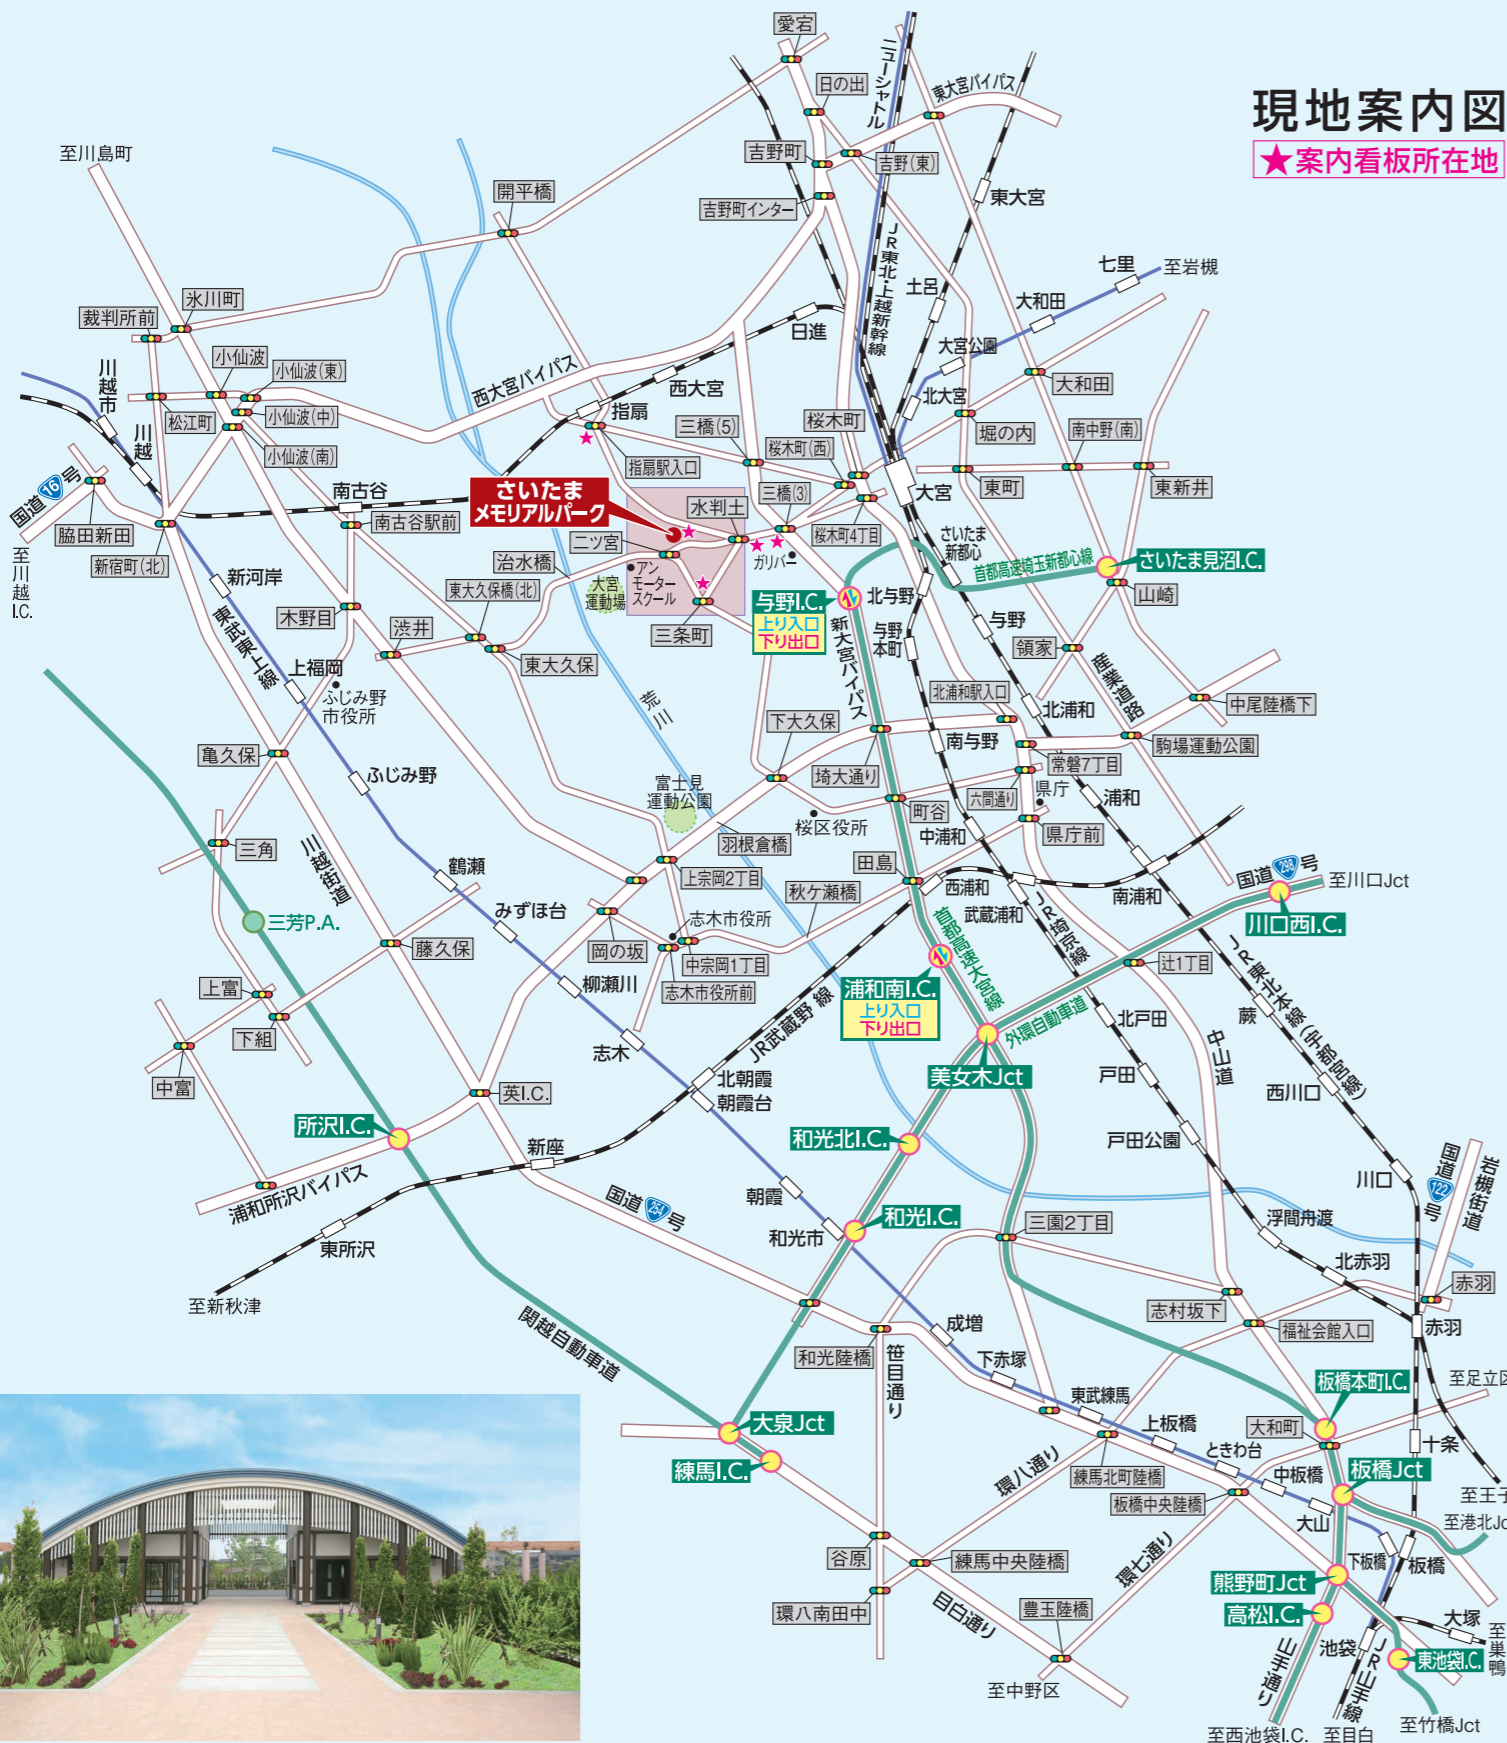 現地案内図
★案内看板所在地
愛宕
日の出
ニューシャトル
東大宮バイパス
吉野町
吉野(東)
至川島町
開平橋
吉野町インター
東大宮
JR東北・上越新幹線
七里
至岩槻
土呂
大和田
氷川町
裁判所前
日進
大宮公園
小仙波
小仙波(東)
西大宮バイパス
西大宮
大和田
川越市
松江町
小仙波(中)
指扇
北大宮
川越
小仙波(南)
三橋(5)
桜木町
桜木町(西)
堀の内
南中野(南)
指扇駅入口
国道16号
南古谷
さいたま
メモリアルパーク
水判土
三橋(3)
大宮
東町
東新井
脇田新田
南古谷駅前
桜木町4丁目
さいたま
新都心
至川越I.C.
新宿町(北)
治水橋
二ツ宮
ガリバー
首都高速埼玉新都心線
さいたま見沼I.C.
新河岸
東大久保橋(北)
大宮
運動場
アン
モーター
スクール
与野I.C.
上り入口
下り出口
北与野
山崎
木野目
渋井
三条町
与野
東武東上線
東大久保
新大宮バイパス
与野
本町
領家
上福岡
産業道路
ふじみ野
市役所
荒川
北浦和駅入口
北浦和
中尾陸橋下
下大久保
亀久保
南与野
駒場運動公園
ふじみ野
埼大通り
常磐7丁目
富士見
運動公園
六間通り
県庁
浦和
桜区役所
町谷
三角
羽根倉橋
中浦和
県庁前
川越街道
田島
鶴瀬
上宗岡2丁目
秋ケ瀬橋
西浦和
国道298号
至川口Jct
みずほ台
武蔵浦和
南浦和
三芳P.A.
志木市役所
首都高速大宮線
JR埼京線
川口西I.C.
藤久保
岡の坂
中宗岡1丁目
JR東北本線(宇都宮線)
上富
柳瀬川
志木市役所前
浦和南I.C.
上り入口
下り出口
辻1丁目
JR武蔵野線
下組
外環自動車道
北戸田
蕨
志木
中山道
中富
北朝霞
朝霞台
美女木Jct
戸田
英I.C.
西川口
所沢I.C.
新座
和光北I.C.
戸田公園
川口
国道122号
岩槻街道
浦和所沢バイパス
国道254号
朝霞
和光I.C.
三園2丁目
浮間舟渡
東所沢
和光市
北赤羽
赤羽
至新秋津
志村坂下
関越自動車道
成増
福祉会館入口
赤羽
和光陸橋
笹目通り
下赤塚
板橋本町I.C.
至足立区
東武練馬
大泉Jct
上板橋
大和町
十条
ときわ台
練馬I.C.
環八通り
練馬北町陸橋
中板橋
板橋Jct
板橋中央陸橋
至王子
大山
至港北Jc
谷原
練馬中央陸橋
環七通り
下板橋
板橋
熊野町Jct
環八南田中
目白通り
豊玉陸橋
高松I.C.
大塚
池袋
至巣鴨
山手通り
JR山手線
東池袋I.C.
至中野区
至西池袋I.C.
至目白
至竹橋Jct